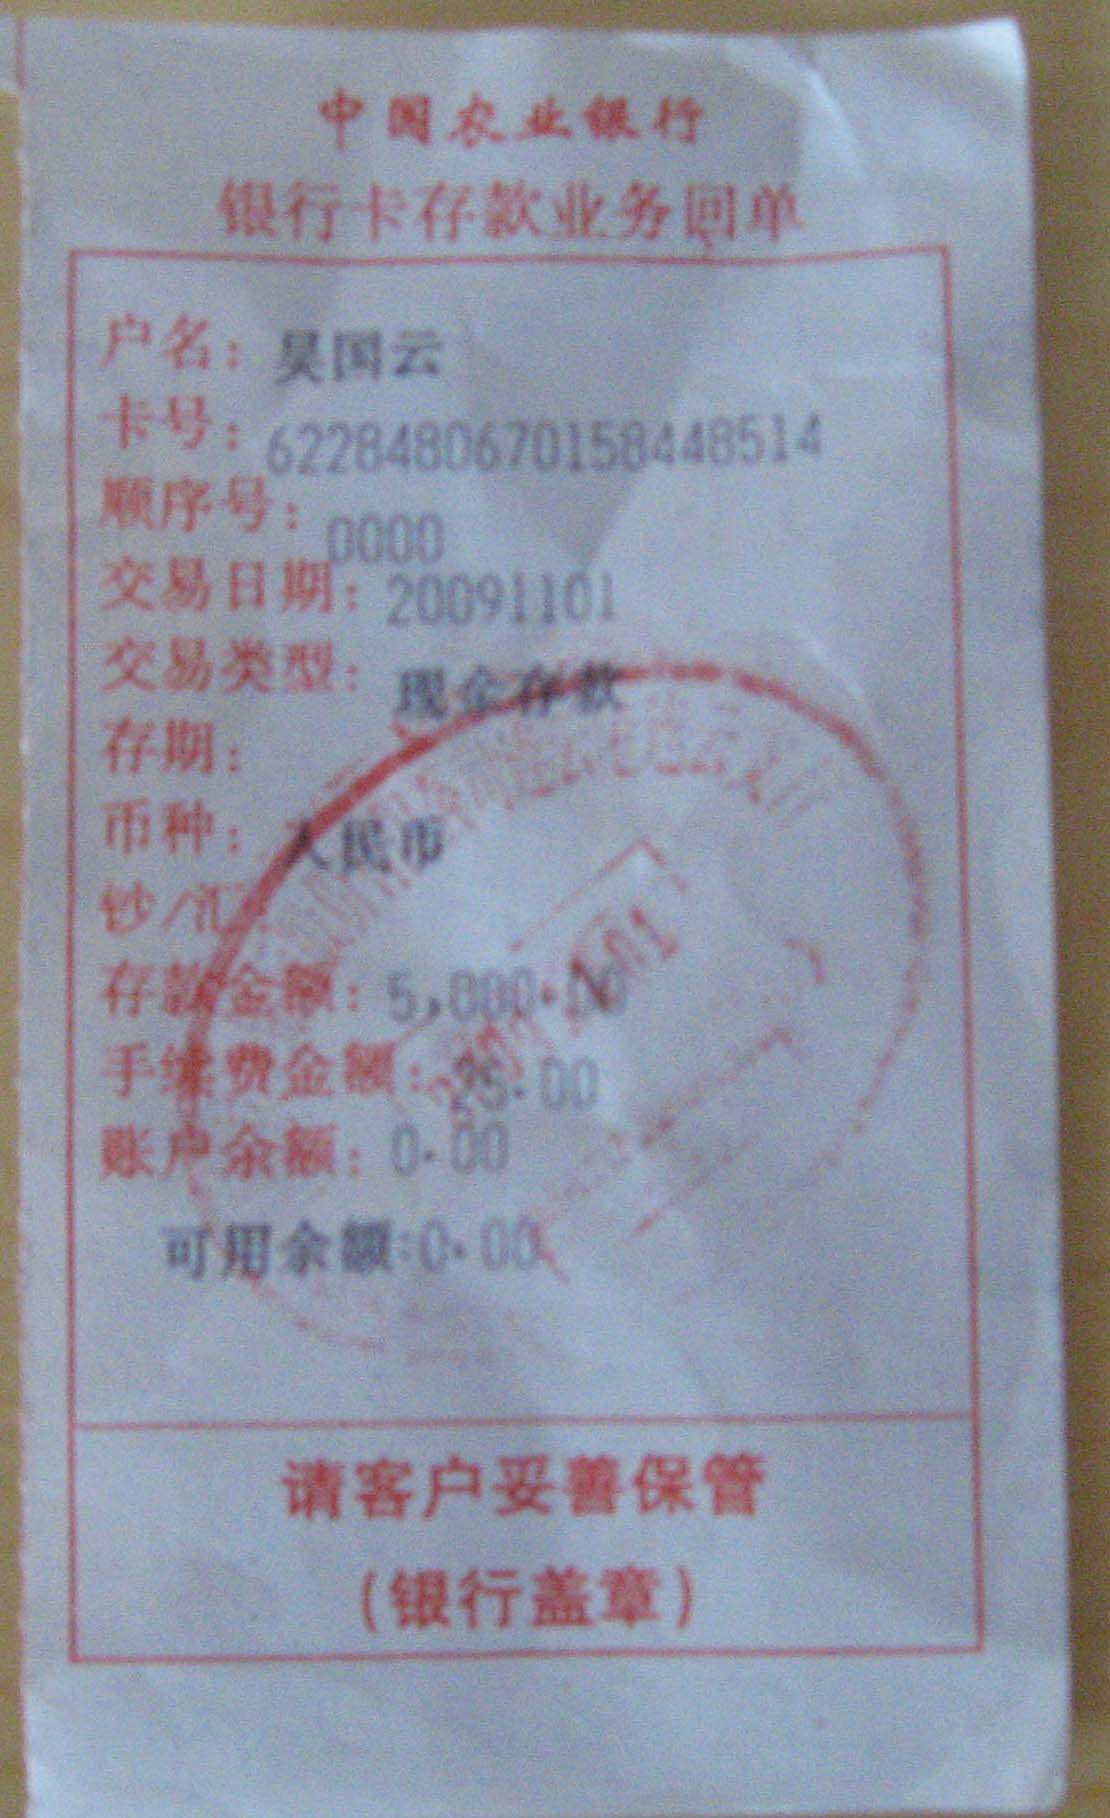 中国农业银行
银行卡存款业务回单
户名：吴国云
卡号：6228480670158448514
顺序号：0000
交易日期：20091101
交易类型：现金存款
存期：
币种：人民币
钞/汇：
存款金额：5,000.00
手续费金额：25.00
账户余额：0.00
可用余额:0.00
请客户妥善保管
(银行盖章)